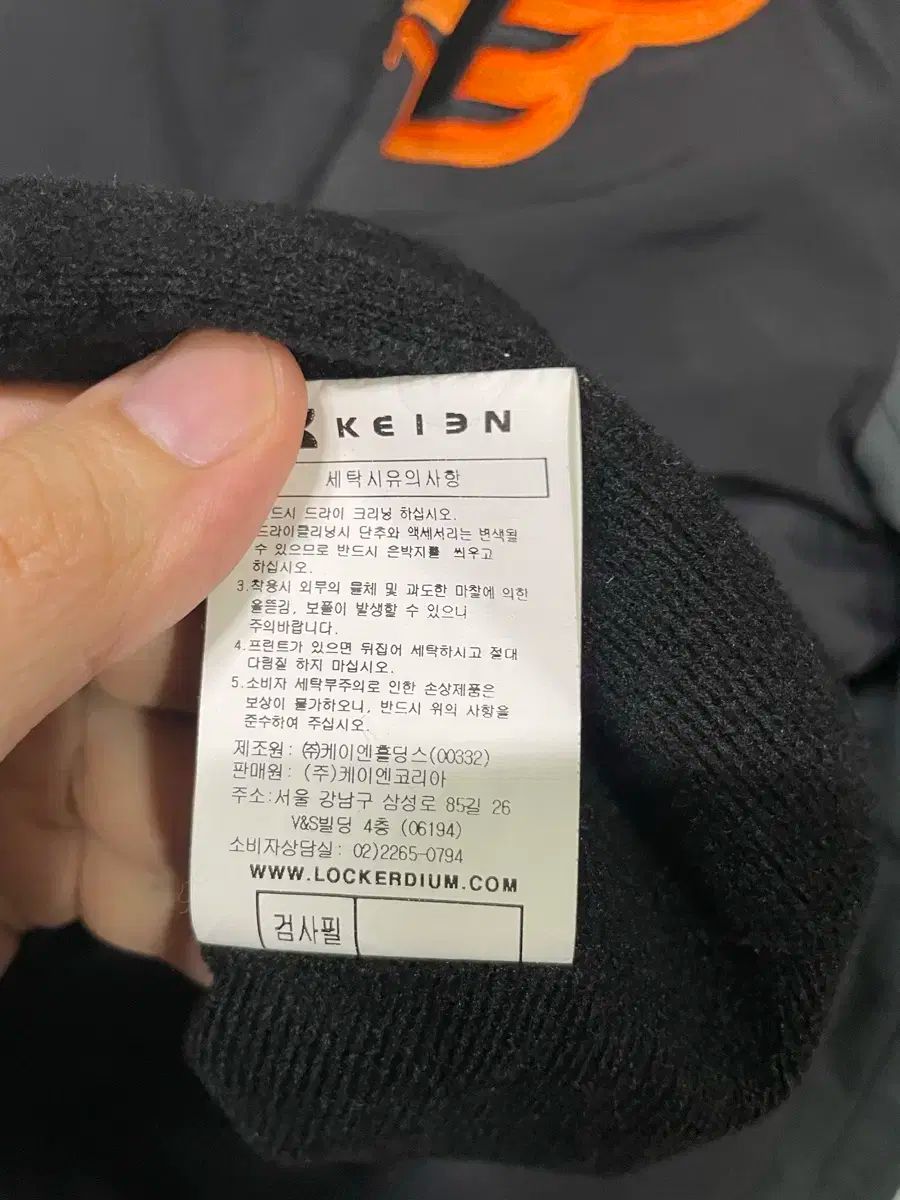 KEIEN
세탁시유의사항
드시 드라이 크리닝 하십시오.
드라이클리닝시 단추와 액세서리는 변색될
수 있으므로 반드시 은박지를 씌우고
하십시오.
3.착용시 외부의 물체 및 과도한 마찰에 의한
올뜯김, 보풀이 발생할 수 있으니
주의바랍니다.
4.프린트가 있으면 뒤집어 세탁하시고 절대
다림질 하지 마십시오.
5.소비자 세탁부주의로 인한 손상제품은
보상이 불가하오니, 반드시 위의 사항을
준수하여 주십시오.
제조원: ㈜케이엔홀딩스(00332)
판매원: (주)케이엔코리아
주소:서울 강남구 삼성로 85길 26
V&S빌딩 4층 (06194)
소비자상담실: 02)2265-0794
WWW.LOCKERDIUM.COM
검사필